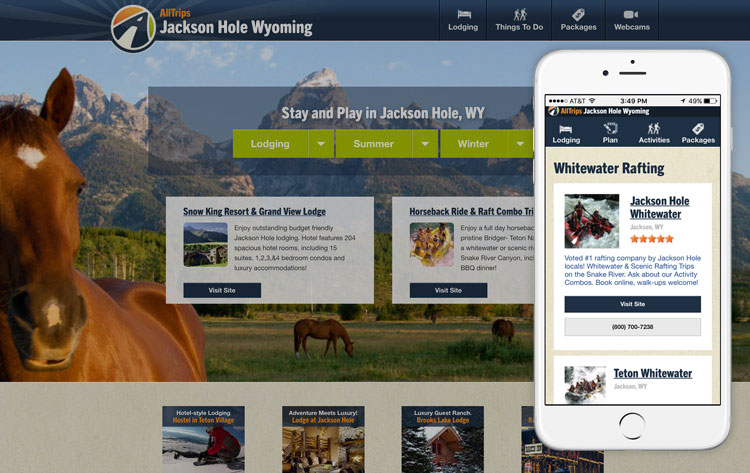 AllTrips
Jackson Hole Wyoming
Lodging
Things To Do
Packages
Webcams
Stay and Play in Jackson Hole, WY
Lodging
Summer
Winter
Snow King Resort & Grand View Lodge
Enjoy outstanding budget friendly
Jackson Hole lodging. Hotel features 204
spacious hotel rooms, including 15
suites. 1,2,3,&4 bedroom condos and
luxury accommodations!
Visit Site
Horseback Ride & Raft Combo Tri
Enjoy a full day horseba
pristine Bridger- Teton Na
a whitewater or scenic ri
Snake River Canyon, incl
BBQ dinner!
Visit Site
Hotel-style Lodging
Hostel in Teton Village
Adventure Meets Luxury!
Lodge at Jackson Hole
Luxury Guest Ranch.
Brooks Lake Lodge
AT&T
3:49 PM
49%
AllTrips Jackson Hole Wyoming
Lodging
Plan
Activities
Packages
Whitewater Rafting
Jackson Hole
Whitewater
Jackson, WY
Voted #1 rafting company by Jackson Hole
locals! Whitewater & Scenic Rafting Trips
on the Snake River. Ask about our Activity
Combos. Book online, walk-ups welcome!
Visit Site
(800) 700-7238
Teton Whitewater
Jackson, WY